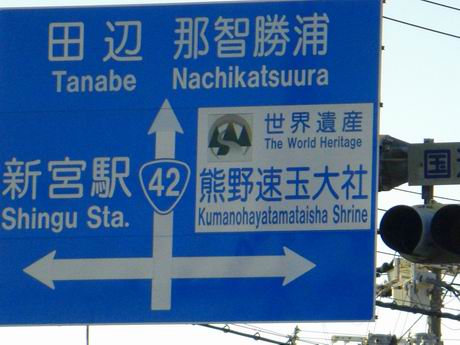 田辺 那智勝浦
Tanabe Nachikatsuura
世界遺産
The World Heritage
新宮駅
Shingu Sta.
42
熊野速玉大社
Kumanohayatamataisha Shrine
国